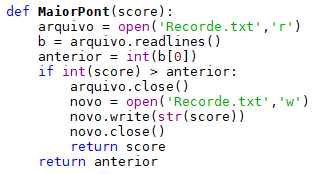 def MaiorPont(score):
    arquivo = open('Recorde.txt','r')
    b = arquivo.readlines()
    anterior = int(b[0])
    if int(score) > anterior:
        arquivo.close()
        novo = open('Recorde.txt','w')
        novo.write(str(score))
        novo.close()
        return score
    return anterior